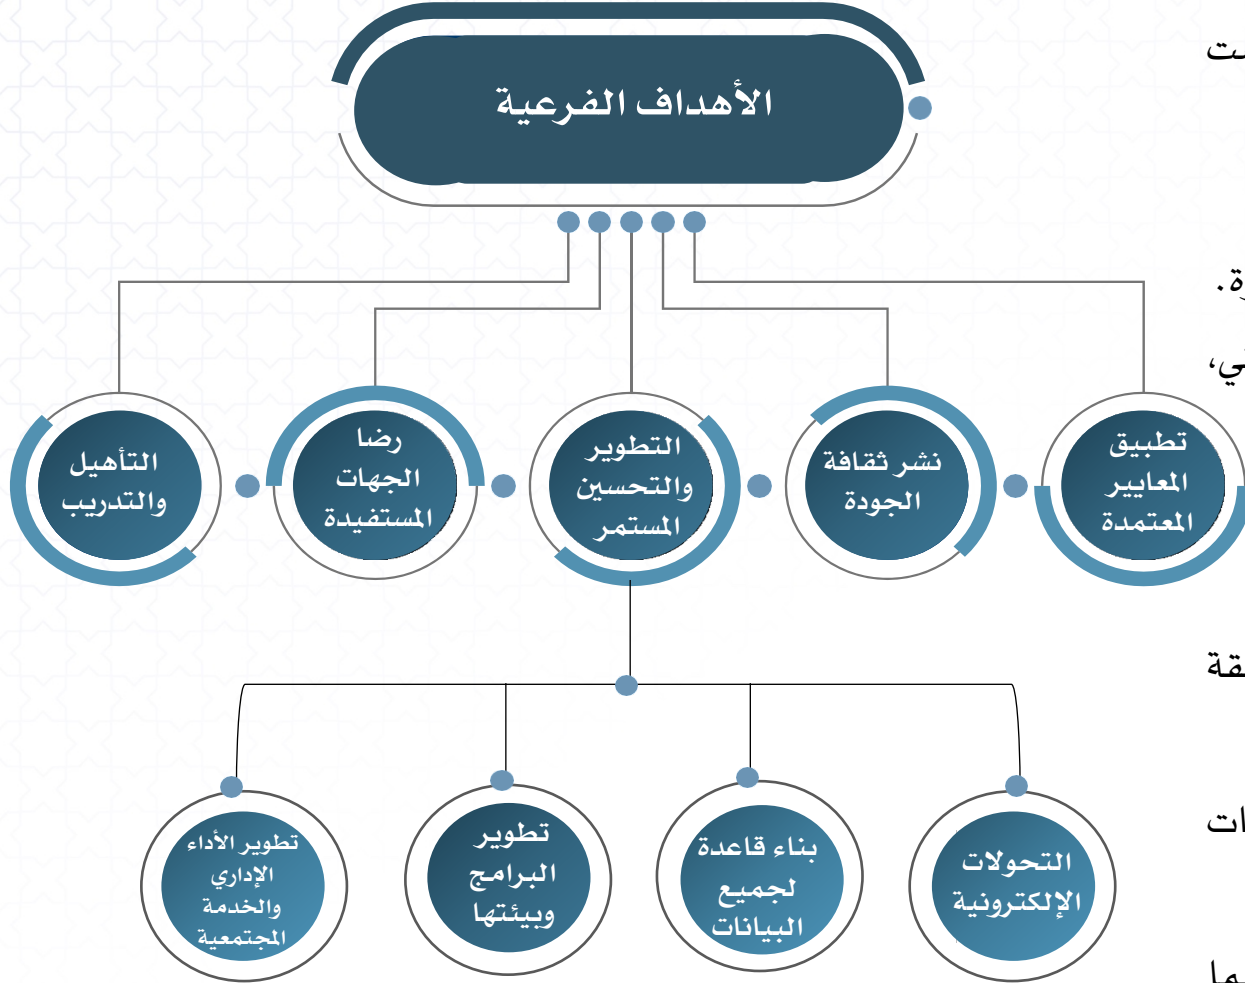 الأهداف الفرعية
تطبيق
المعايير
المعتمدة
نشر ثقافة
الجودة
التطوير
والتحسين
المستمر
رضا
الجهات
المستفيدة
التأهيل
والتدريب
التحولات
الإلكترونية
بناء قاعدة
لجميع
البيانات
تطوير
البرامج
وبيئتها
تطوير الأداء
الإداري
والخدمة
المجتمعية